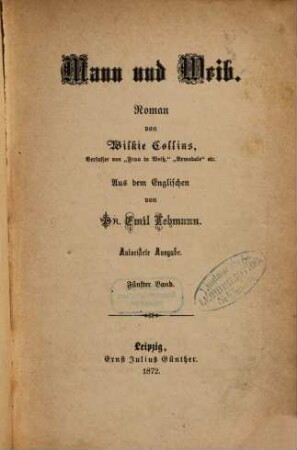 Mann und Weib.
Roman
von
Wilkie Collins,
Verfasser von „Frau in Weiß,“ „Armadale“ etc.
Aus dem Englischen
von
Dr. Emil Lehmann.
Autorisirte Ausgabe.
Fünfter Band.
Leipzig,
Ernst Julius Günther.
1872.